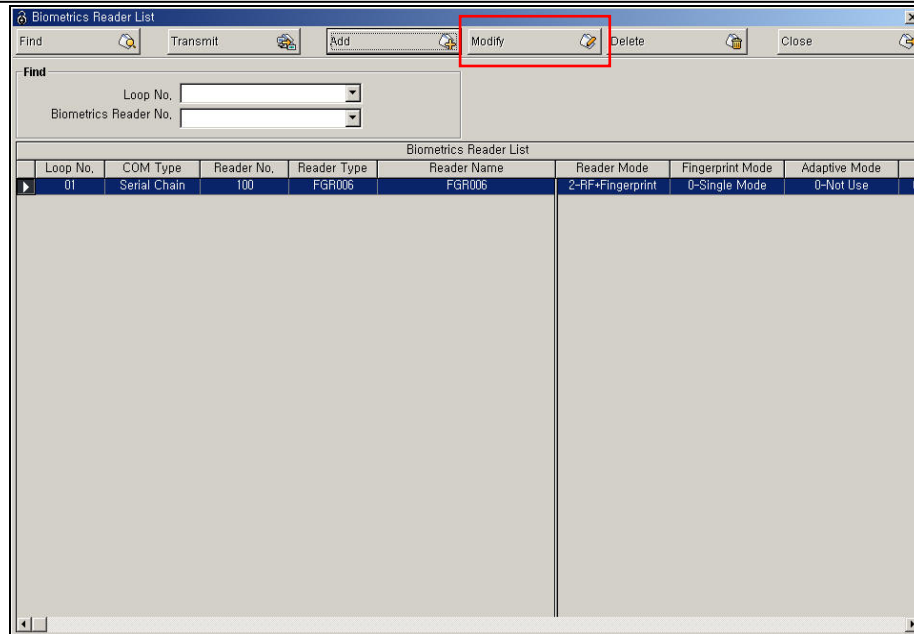 Biometrics Reader List
Find Transmit Add Modify Delete Close
Find
Loop No,
Biometrics Reader No,
Biometrics Reader List
Loop No, COM Type Reader No, Reader Type Reader Name Reader Mode Fingerprint Mode Adaptive Mode
01 Serial Chain 100 FGR006 FGR006 2-RF+Fingerprint 0-Single Mode 0-Not Use